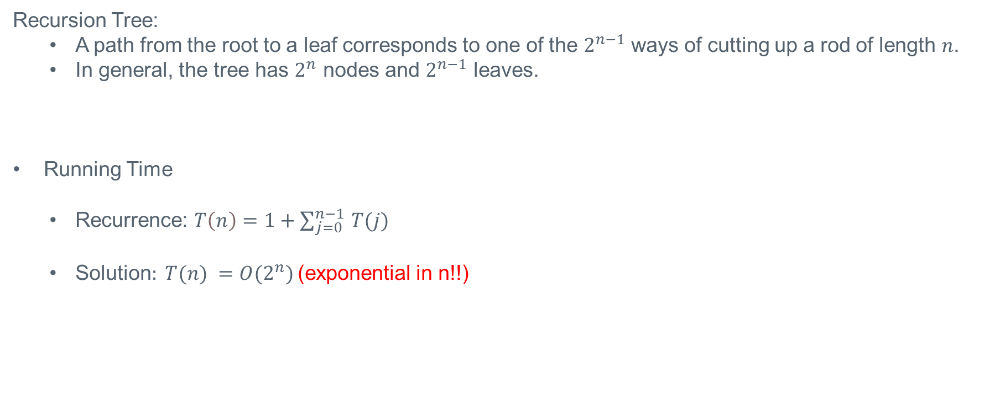 Recursion Tree:
• A path from the root to a leaf corresponds to one of the $2^{n-1}$ ways of cutting up a rod of length $n$.
• In general, the tree has $2^n$ nodes and $2^{n-1}$ leaves.
• Running Time
• Recurrence: $T(n) = 1 + \sum_{j=0}^{n-1} T(j)$
• Solution: $T(n) = O(2^n)$ (exponential in n!!)